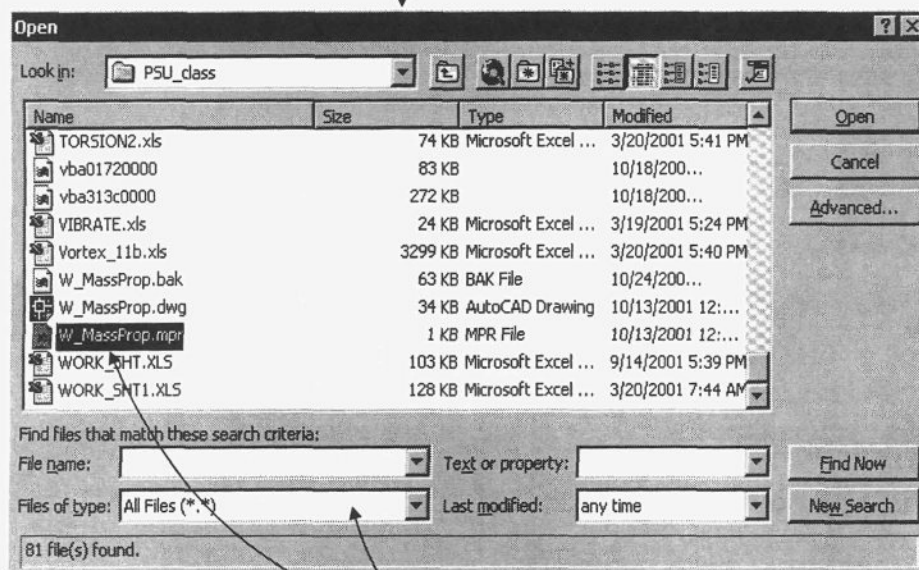 Open
Look in: PSU_class
Name Size Type Modified
TORSION2.xls 74 KB Microsoft Excel ... 3/20/2001 5:41 PM
vba01720000 83 KB 10/18/200...
vba313c0000 272 KB 10/18/200...
VIBRATE.xls 24 KB Microsoft Excel ... 3/19/2001 5:24 PM
Vortex_11b.xls 3299 KB Microsoft Excel ... 3/20/2001 5:40 PM
W_MassProp.bak 63 KB BAK File 10/24/200...
W_MassProp.dwg 34 KB AutoCAD Drawing 10/13/2001 12:...
W_MassProp.mpr 1 KB MPR File 10/13/2001 12:...
WORK_SHT.XLS 103 KB Microsoft Excel ... 9/14/2001 5:39 PM
WORK_SHT1.XLS 128 KB Microsoft Excel ... 3/20/2001 7:44 AM
Open
Cancel
Advanced...
Find files that match these search criteria:
File name: Text or property: Find Now
Files of type: All Files (*.*) Last modified: any time New Search
81 file(s) found.